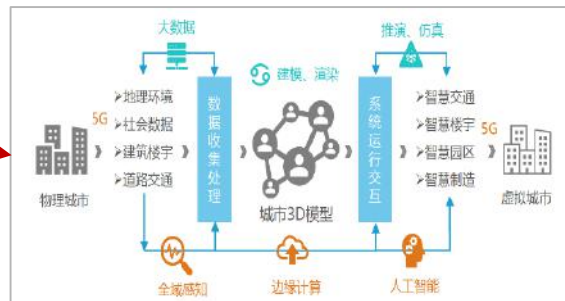 大数据
推演、仿真
建模、渲染
5G
➢地理环境
➢社会数据
➢建筑楼宇
➢道路交通
数据收集处理
系统运行交互
➢智慧交通
➢智慧楼宇
➢智慧园区
➢智慧制造
5G
物理城市
城市3D模型
虚拟城市
全域感知
边缘计算
人工智能